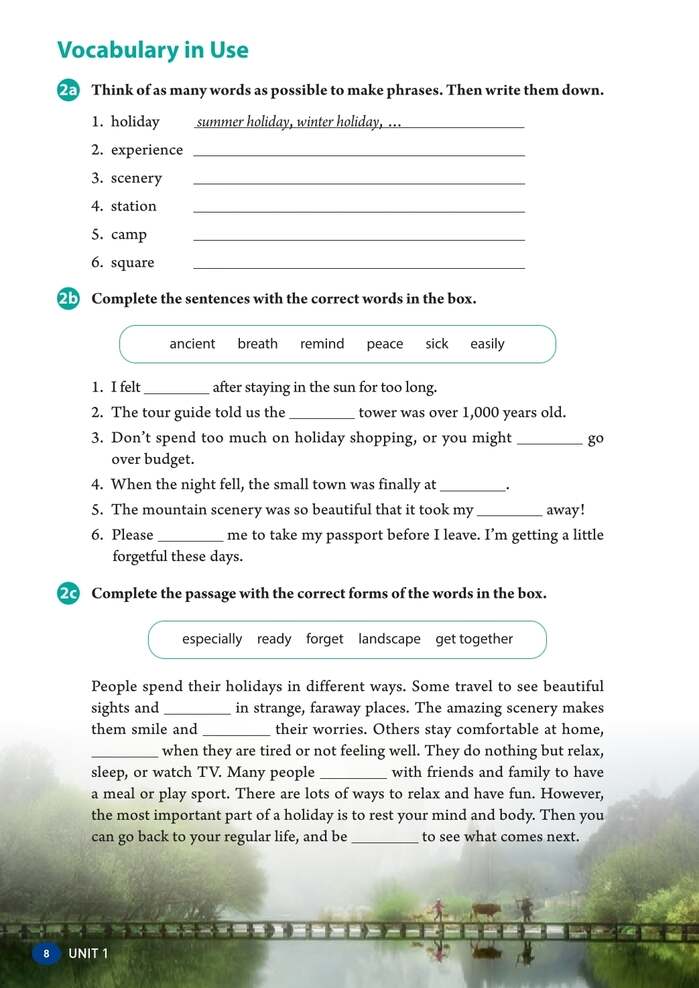 Vocabulary in Use
2a Think of as many words as possible to make phrases. Then write them down.
1. holiday summer holiday, winter holiday, ...
2. experience
3. scenery
4. station
5. camp
6. square
2b Complete the sentences with the correct words in the box.
ancient breath remind peace sick easily
1. I felt ________ after staying in the sun for too long.
2. The tour guide told us the ________ tower was over 1,000 years old.
3. Don't spend too much on holiday shopping, or you might ________ go
over budget.
4. When the night fell, the small town was finally at ________.
5. The mountain scenery was so beautiful that it took my ________ away!
6. Please ________ me to take my passport before I leave. I'm getting a little
forgetful these days.
2c Complete the passage with the correct forms of the words in the box.
especially ready forget landscape get together
People spend their holidays in different ways. Some travel to see beautiful
sights and ________ in strange, faraway places. The amazing scenery makes
them smile and ________ their worries. Others stay comfortable at home,
________ when they are tired or not feeling well. They do nothing but relax,
sleep, or watch TV. Many people ________ with friends and family to have
a meal or play sport. There are lots of ways to relax and have fun. However,
the most important part of a holiday is to rest your mind and body. Then you
can go back to your regular life, and be ________ to see what comes next.
8 UNIT 1